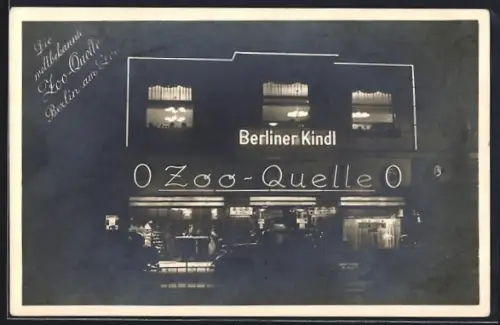 Die
weltbekannte
Zoo-Quelle
Berlin am Zoo
Berliner Kindl
O Zoo-Quelle O